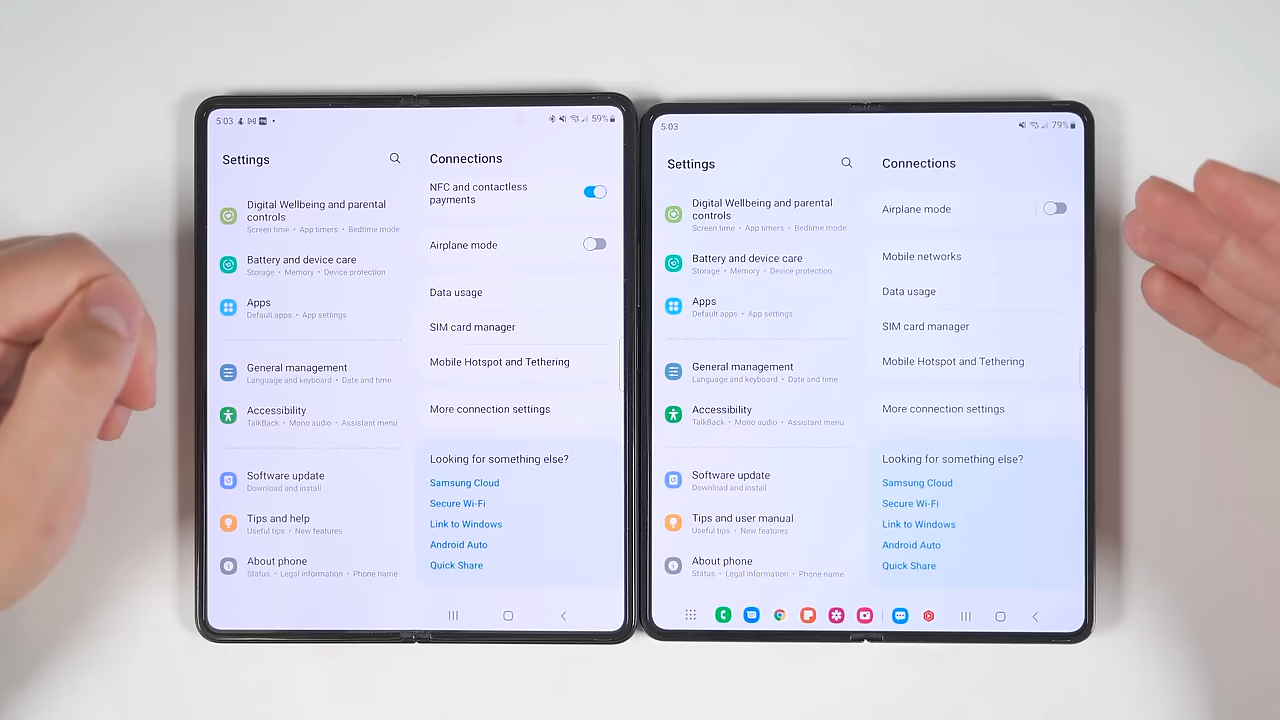 5:03
59%
Settings
Digital Wellbeing and parental
controls
Screen time • App timers • Bedtime mode
Battery and device care
Storage • Memory • Device protection
Apps
Default apps • App settings
General management
Language and keyboard • Date and time
Accessibility
TalkBack • Mono audio • Assistant menu
Software update
Download and install
Tips and help
Useful tips • New features
About phone
Status • Legal information • Phone name
Connections
NFC and contactless
payments
Airplane mode
Data usage
SIM card manager
Mobile Hotspot and Tethering
More connection settings
Looking for something else?
Samsung Cloud
Secure Wi-Fi
Link to Windows
Android Auto
Quick Share
5:03
79%
Settings
Digital Wellbeing and parental
controls
Screen time • App timers • Bedtime mode
Battery and device care
Storage • Memory • Device protection
Apps
Default apps • App settings
General management
Language and keyboard • Date and time
Accessibility
TalkBack • Mono audio • Assistant menu
Software update
Download and install
Tips and user manual
Useful tips • New features
About phone
Status • Legal information • Phone name
Connections
Airplane mode
Mobile networks
Data usage
SIM card manager
Mobile Hotspot and Tethering
More connection settings
Looking for something else?
Samsung Cloud
Secure Wi-Fi
Link to Windows
Android Auto
Quick Share